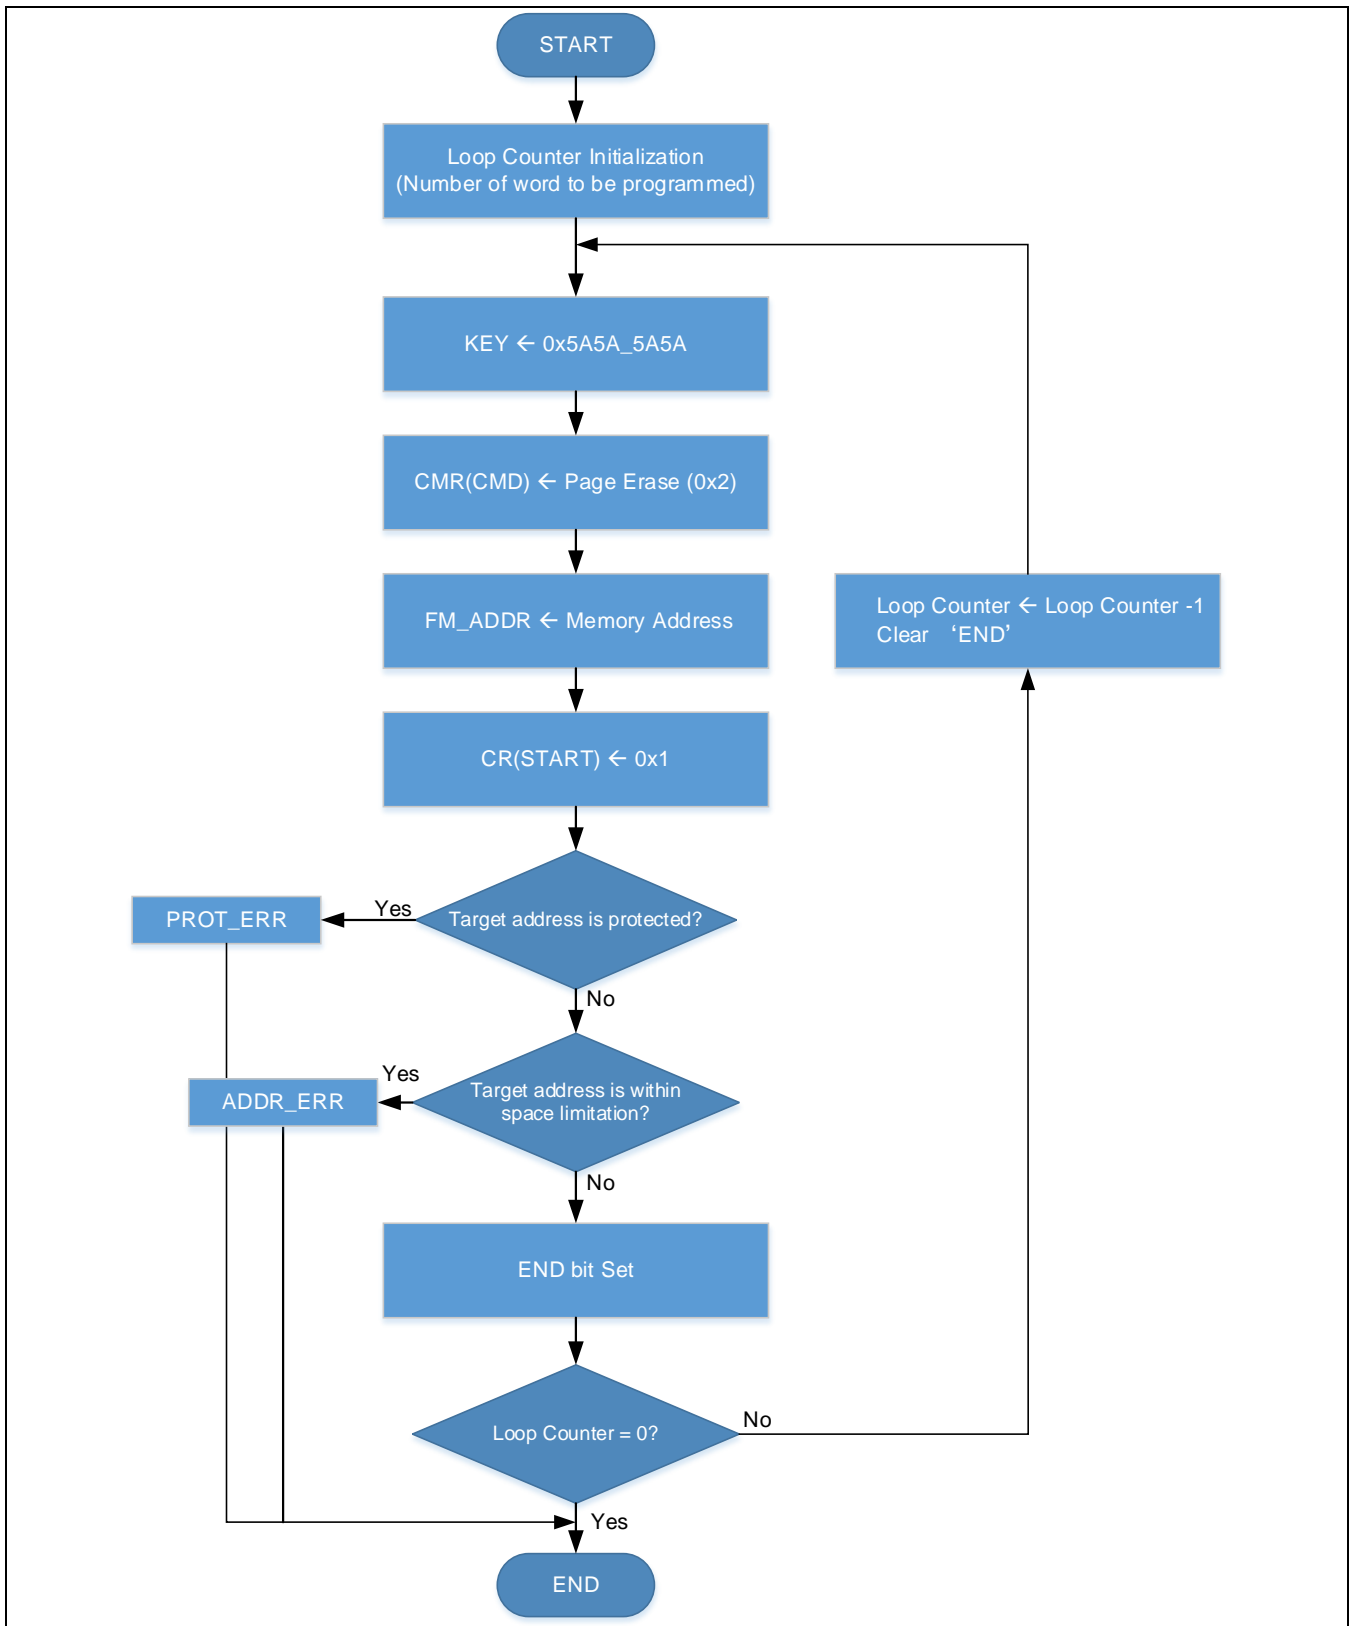 START
Loop Counter Initialization
(Number of word to be programmed)
KEY ← 0x5A5A_5A5A
CMR(CMD) ← Page Erase (0x2)
FM_ADDR ← Memory Address
Loop Counter ← Loop Counter -1
Clear ‘END’
CR(START) ← 0x1
PROT_ERR
Yes
Target address is protected?
No
ADDR_ERR
Yes
Target address is within
space limitation?
No
END bit Set
Loop Counter = 0?
No
Yes
END